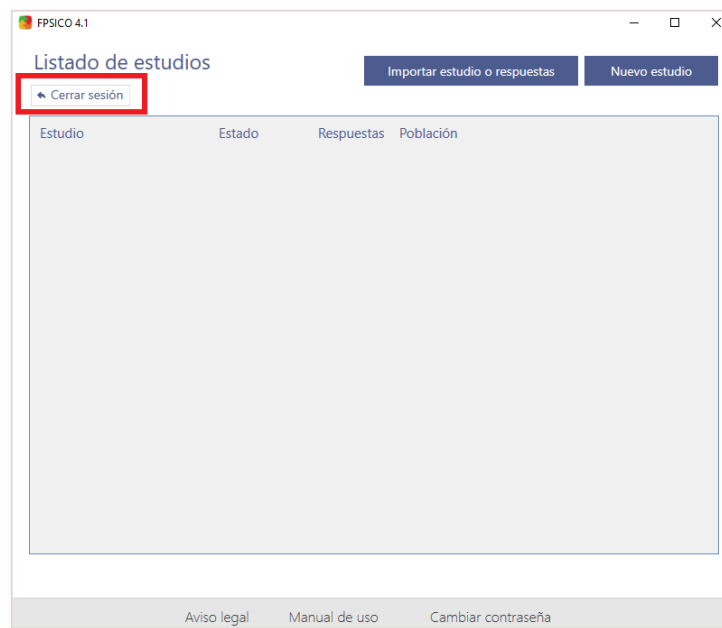 FPSICO 4.1
Listado de estudios
Importar estudio o respuestas Nuevo estudio
Cerrar sesión
Estudio Estado Respuestas Población
Aviso legal Manual de uso Cambiar contraseña